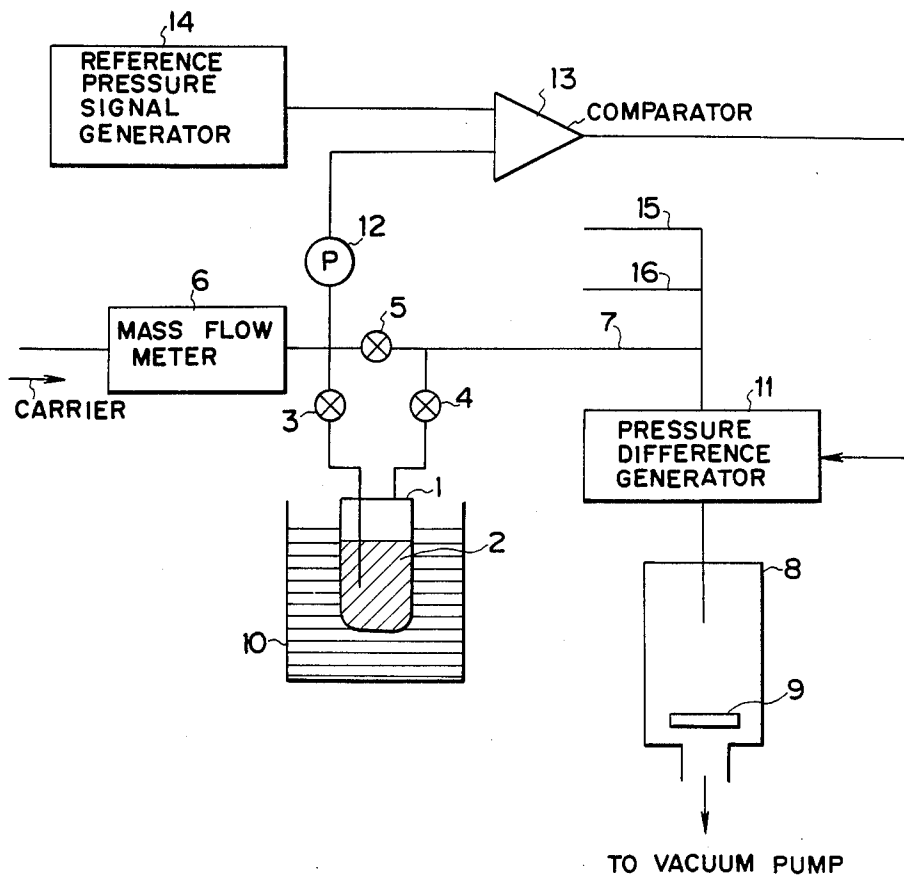 14
REFERENCE
PRESSURE
SIGNAL
GENERATOR
13
COMPARATOR
12
P
15
16
6
MASS FLOW
METER
5
7
CARRIER
3
4
11
PRESSURE
DIFFERENCE
GENERATOR
1
2
8
10
9
TO VACUUM PUMP